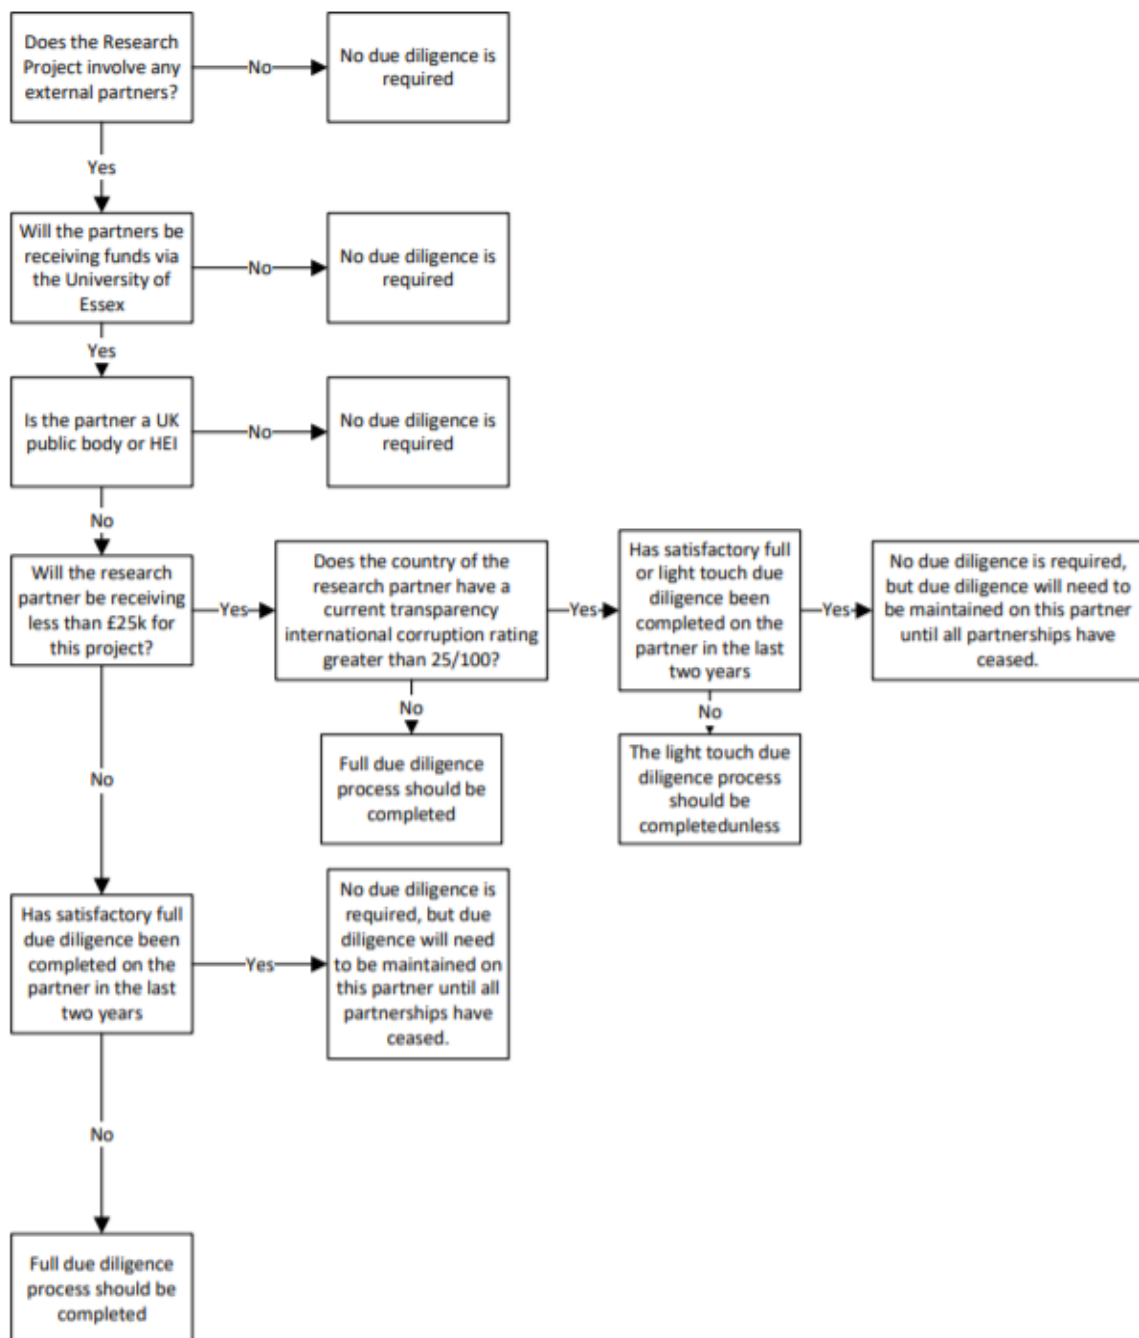 Does the Research
Project involve any
external partners?
No
No due diligence is
required
Yes
Will the partners be
receiving funds via
the University of
Essex
No
No due diligence is
required
Yes
Is the partner a UK
public body or HEI
No
No due diligence is
required
No
Will the research
partner be receiving
less than £25k for
this project?
Yes
Does the country of the
research partner have a
current transparency
international corruption rating
greater than 25/100?
Yes
Has satisfactory full
or light touch due
diligence been
completed on the
partner in the last
two years
Yes
No due diligence is required,
but due diligence will need to
be maintained on this partner
until all partnerships have
ceased.
No
Full due diligence
process should be
completed
No
The light touch due
diligence process
should be
completedunless
No
Has satisfactory full
due diligence been
completed on the
partner in the last
two years
Yes
No due diligence is
required, but due
diligence will need
to be maintained on
this partner until all
partnerships have
ceased.
No
Full due diligence
process should be
completed